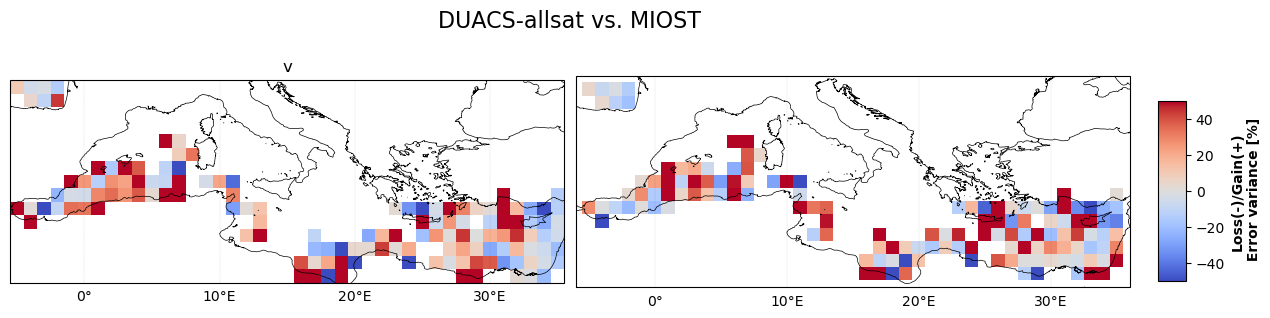 DUACS-allsat vs. MIOST
v
0°
10°E
20°E
30°E
0°
10°E
20°E
30°E
40
20
0
−20
−40
Loss(-)/Gain(+)
Error variance [%]